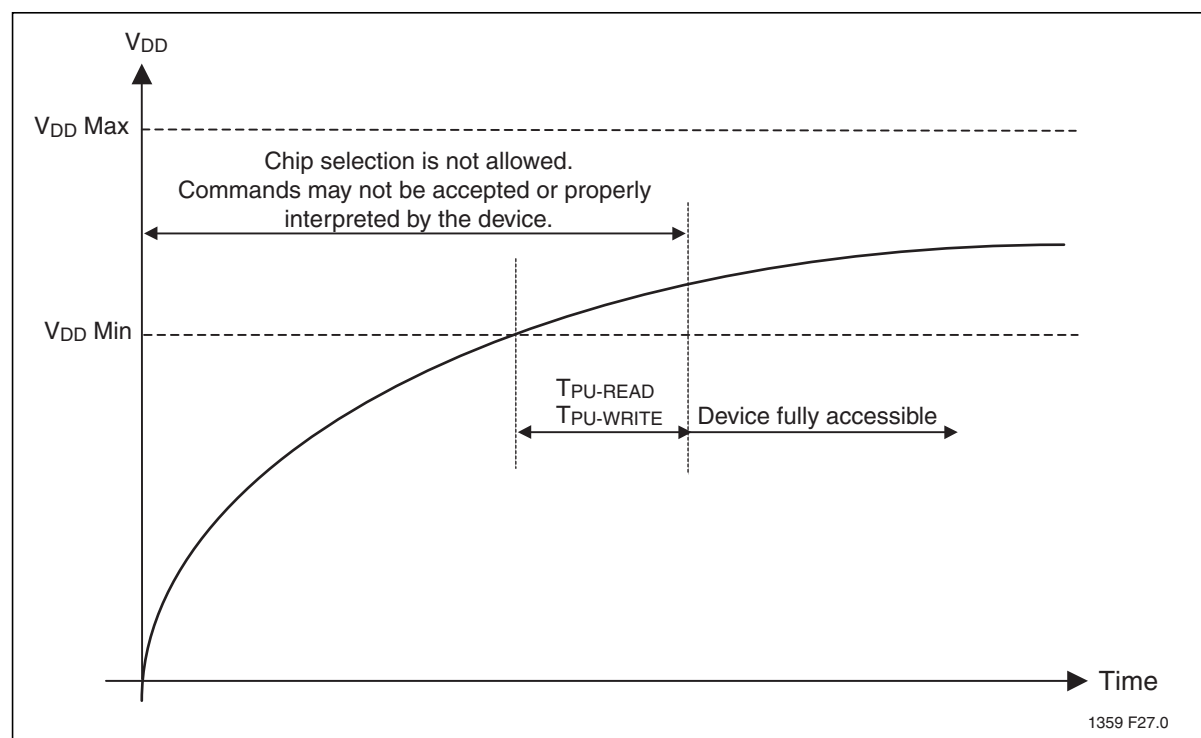 VDD
VDD Max
Chip selection is not allowed.
Commands may not be accepted or properly
interpreted by the device.
VDD Min
TPU-READ
TPU-WRITE
Device fully accessible
Time
1359 F27.0